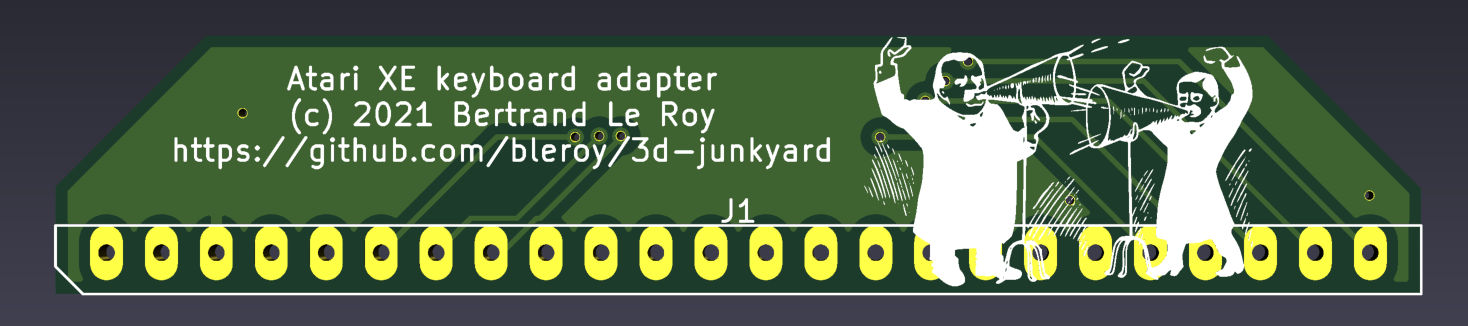 Atari XE keyboard adapter
(c) 2021 Bertrand Le Roy
https://github.com/bleroy/3d-junkyard
J1